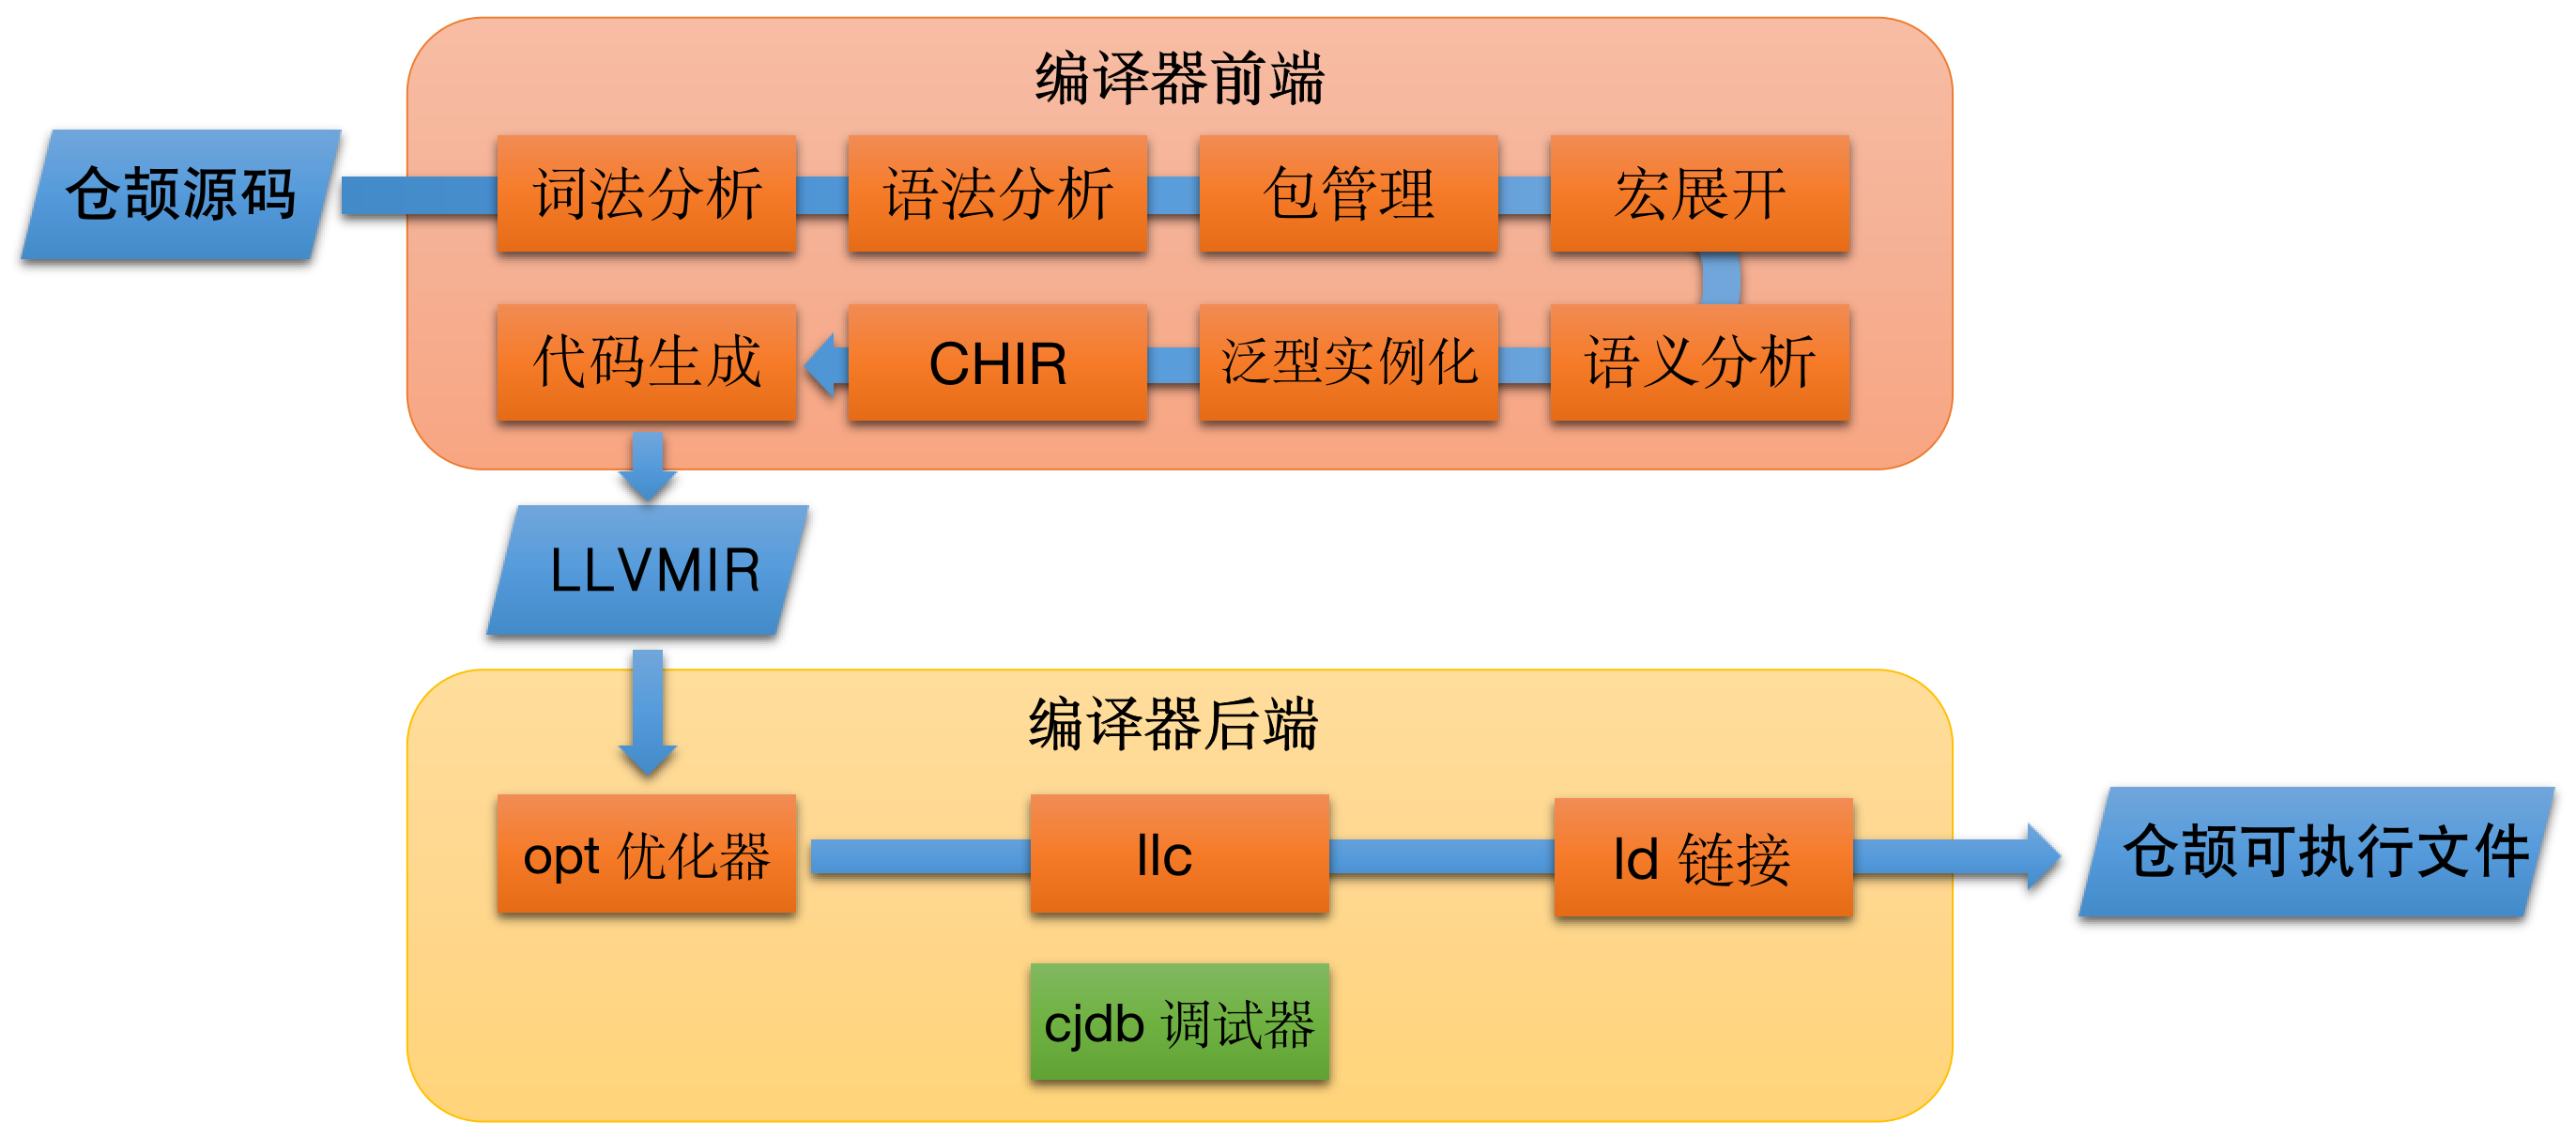 编译器前端
仓颉源码
词法分析
语法分析
包管理
宏展开
代码生成
CHIR
泛型实例化
语义分析
LLVMIR
编译器后端
opt 优化器
llc
ld 链接
仓颉可执行文件
cjdb 调试器